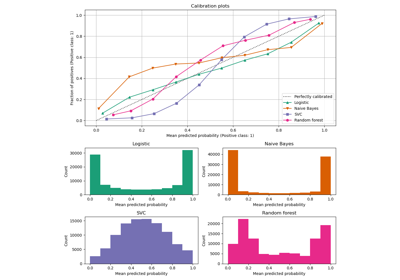 Calibration plots
1.0
0.8
0.6
0.4
0.2
0.0
Fraction of positives (Positive class: 1)
0.0 0.2 0.4 0.6 0.8 1.0
Mean predicted probability (Positive class: 1)
Perfectly calibrated
Logistic
Naive Bayes
SVC
Random forest
Logistic
30000
20000
10000
0
Count
0.0 0.2 0.4 0.6 0.8 1.0
Mean predicted probability
Naive Bayes
40000
30000
20000
10000
0
Count
0.0 0.2 0.4 0.6 0.8 1.0
Mean predicted probability
SVC
15000
10000
5000
0
Count
0.0 0.2 0.4 0.6 0.8 1.0
Mean predicted probability
Random forest
20000
15000
10000
5000
0
Count
0.0 0.2 0.4 0.6 0.8 1.0
Mean predicted probability